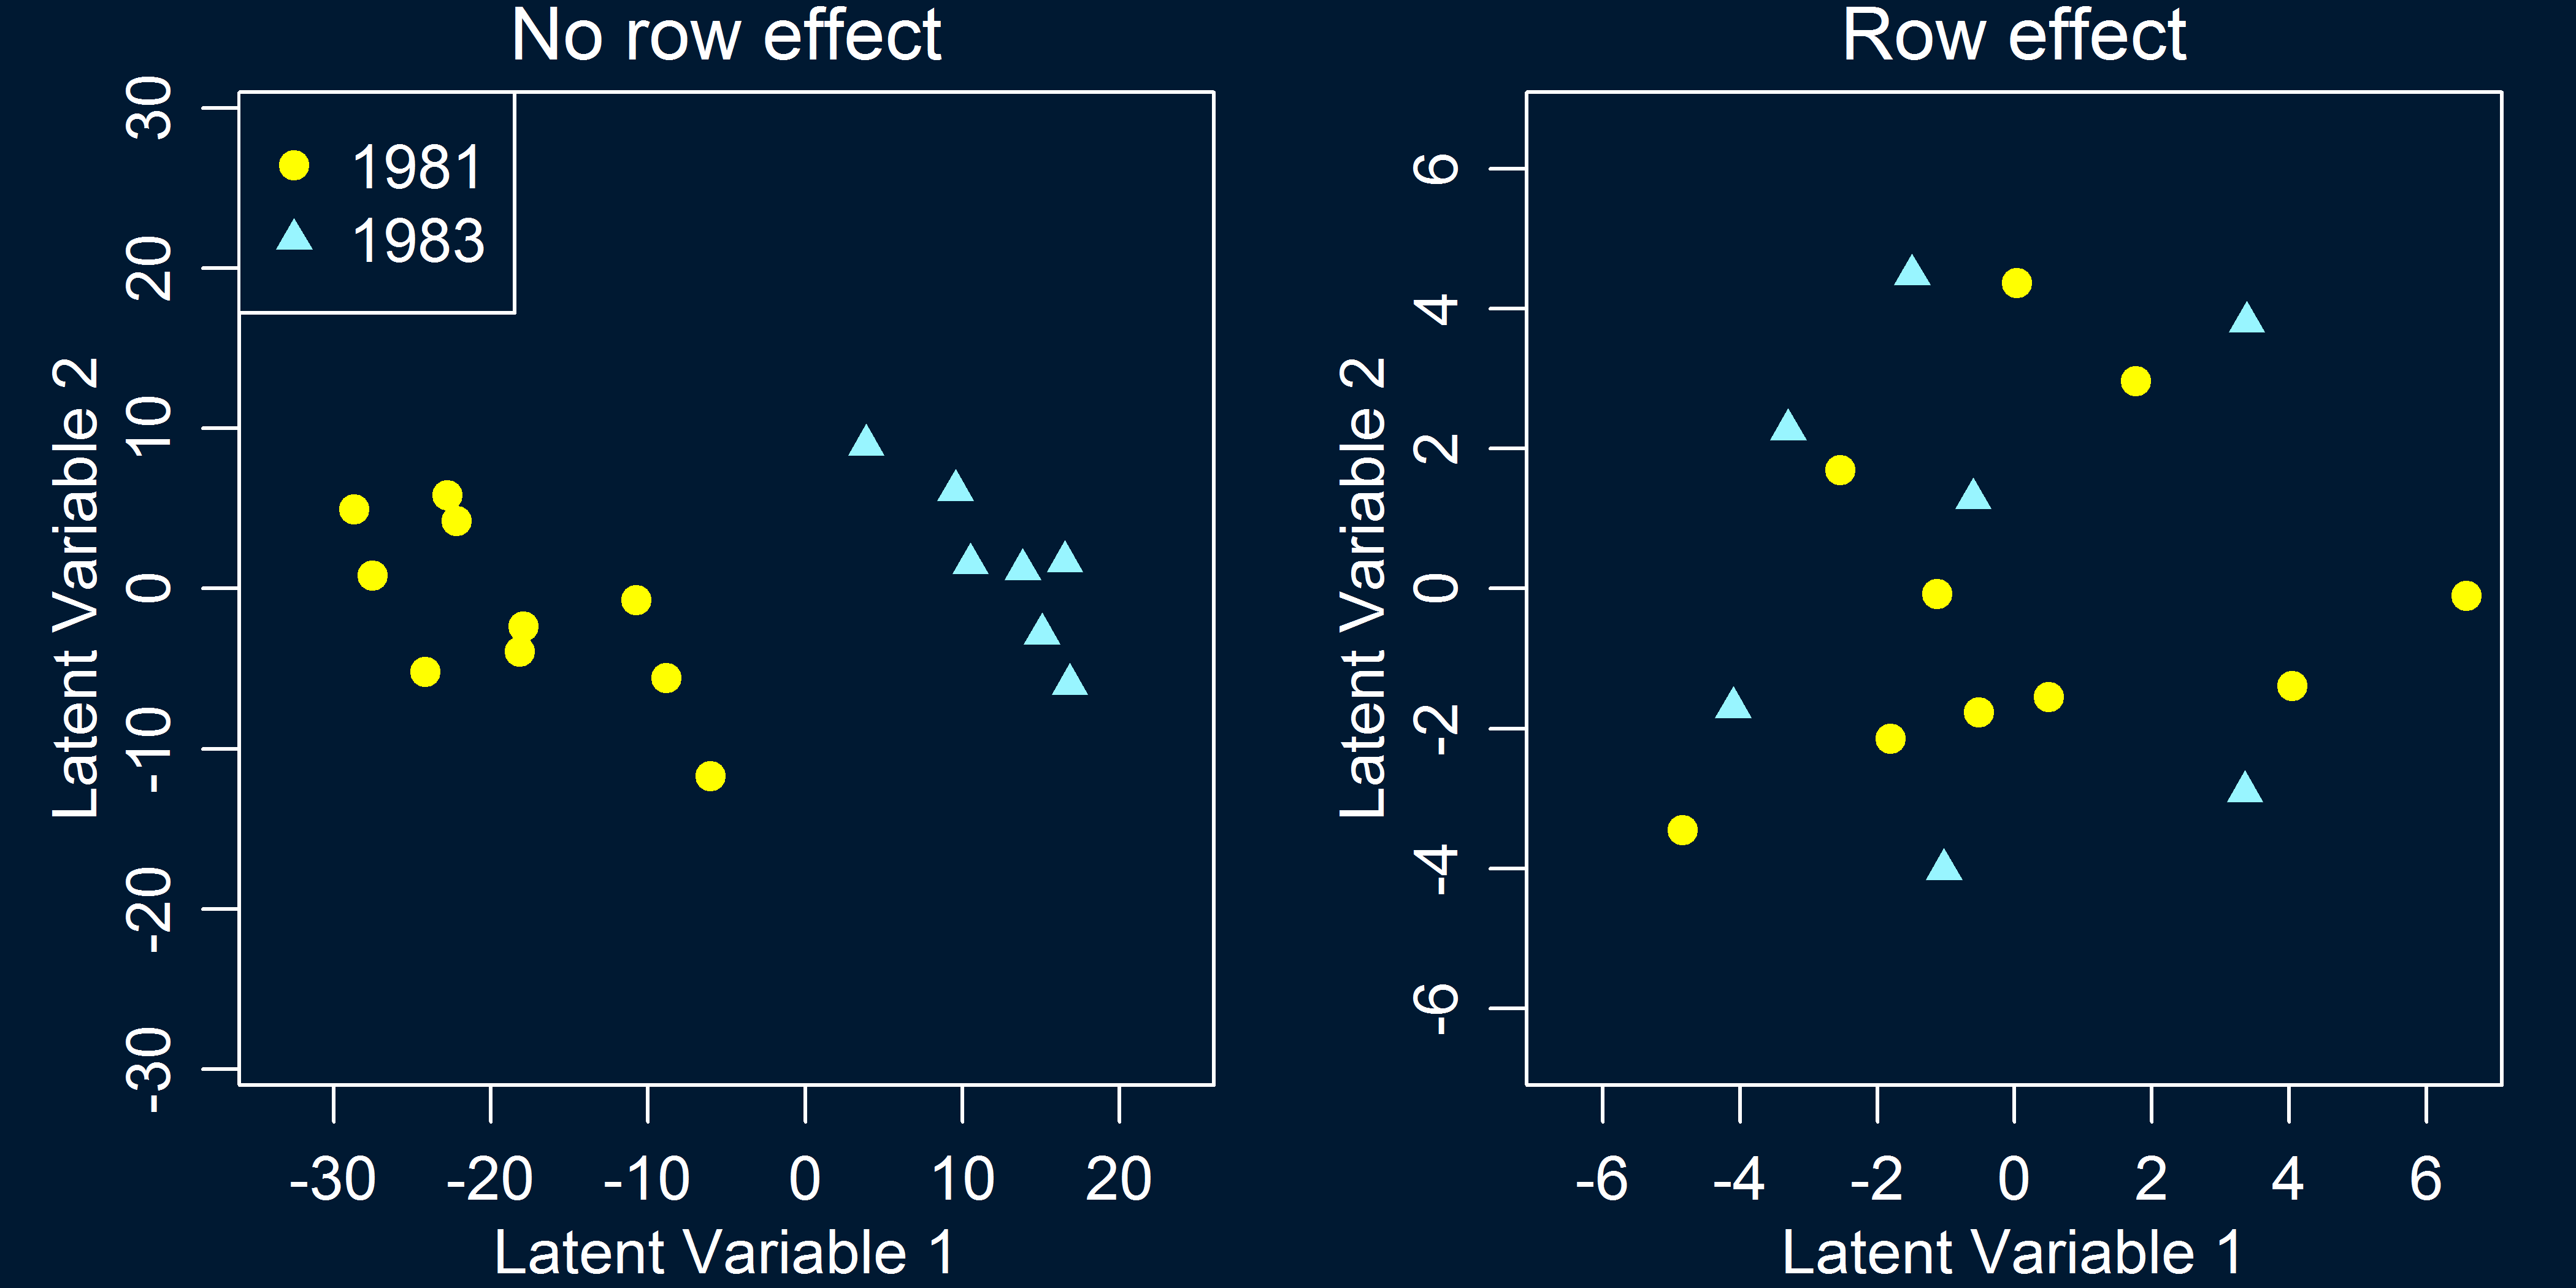 No row effect
1981
1983
30
20
10
0
-10
-20
-30
Latent Variable 2
-30 -20 -10 0 10 20
Latent Variable 1
Row effect
6
4
2
0
-2
-4
-6
Latent Variable 2
-6 -4 -2 0 2 4 6
Latent Variable 1